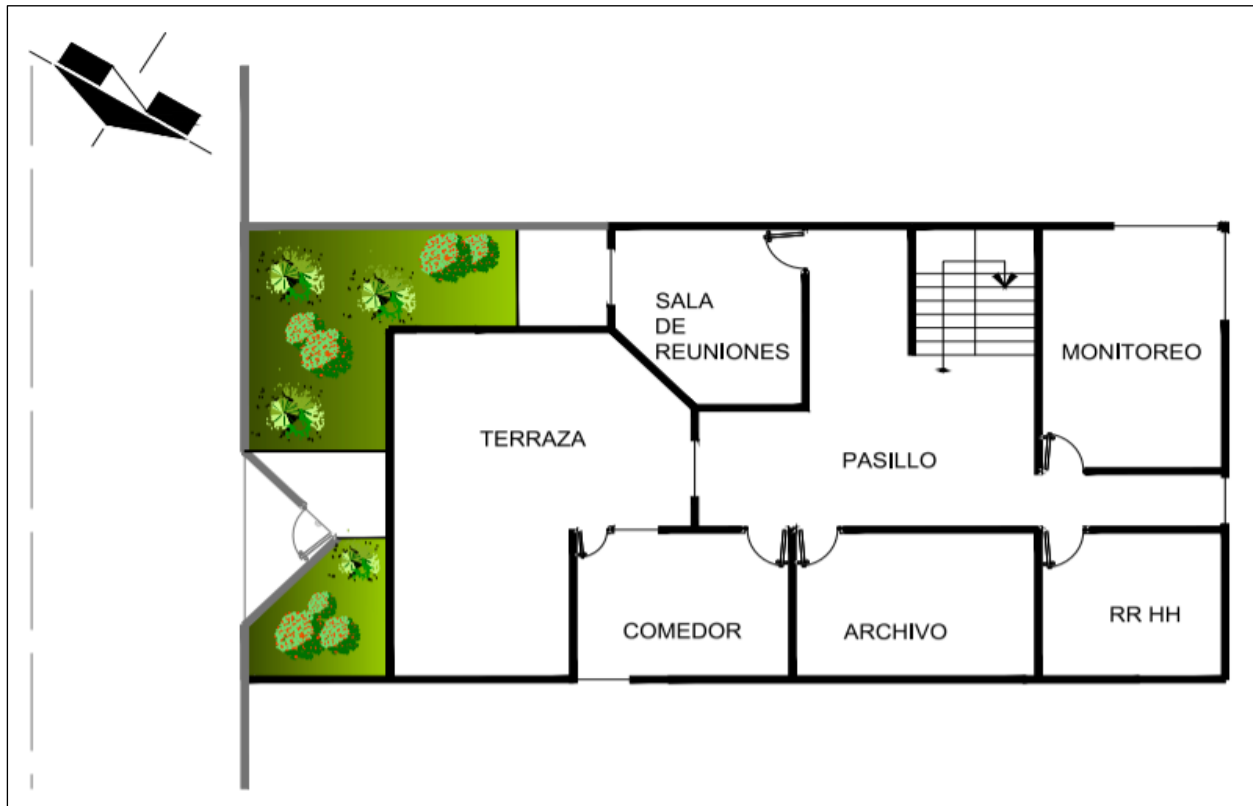 SALA
DE
REUNIONES
MONITOREO
TERRAZA
PASILLO
COMEDOR
ARCHIVO
RR HH